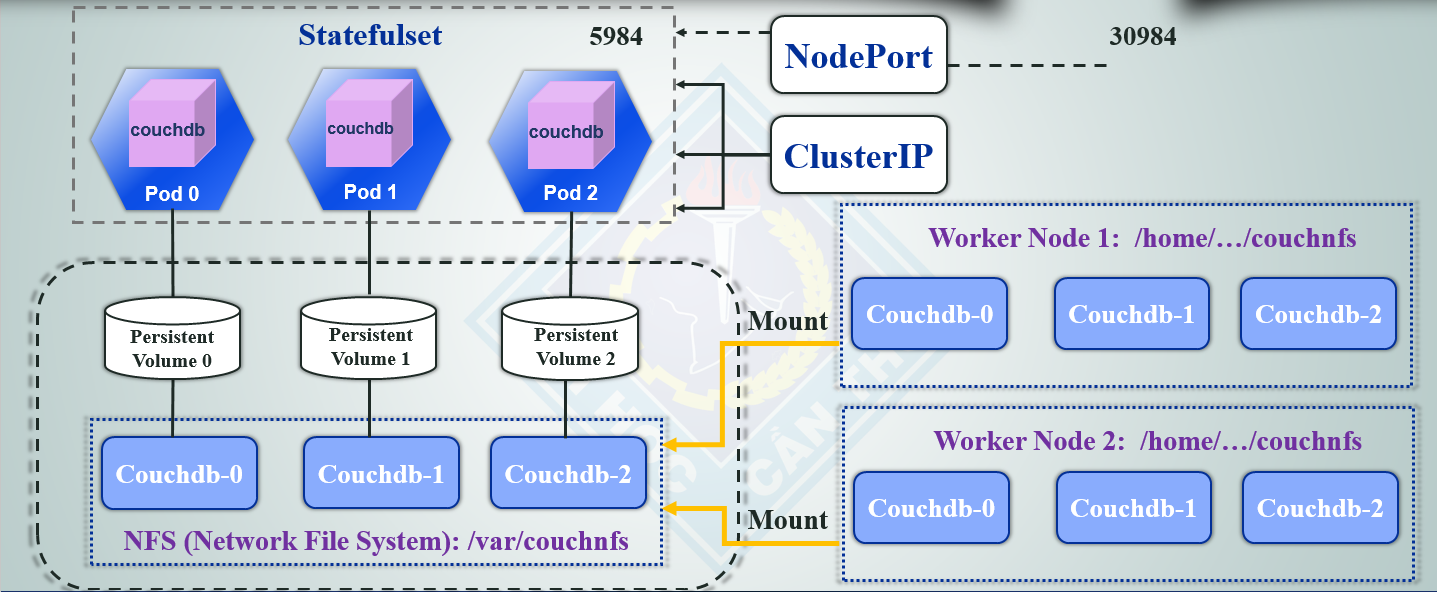 Statefulset
5984
NodePort
30984
couchdb
Pod 0
couchdb
Pod 1
couchdb
Pod 2
ClusterIP
Persistent
Volume 0
Persistent
Volume 1
Persistent
Volume 2
Mount
Worker Node 1: /home/…/couchnfs
Couchdb-0
Couchdb-1
Couchdb-2
Couchdb-0
Couchdb-1
Couchdb-2
NFS (Network File System): /var/couchnfs
Mount
Worker Node 2: /home/…/couchnfs
Couchdb-0
Couchdb-1
Couchdb-2
CẦN TH